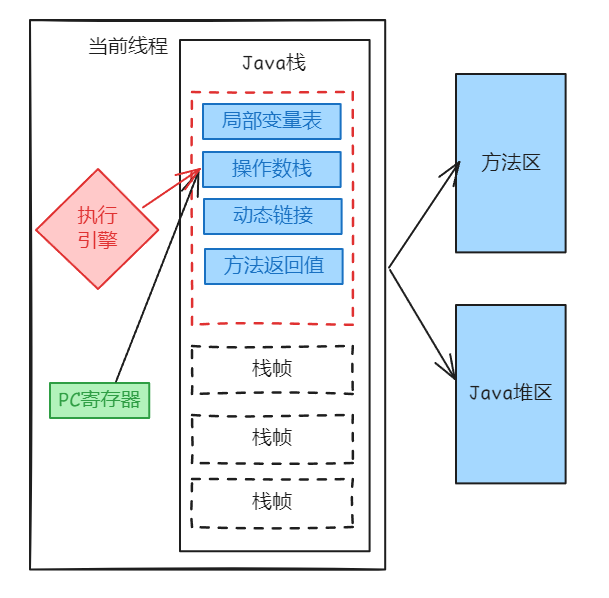 当前线程
Java栈
局部变量表
操作数栈
动态链接
方法返回值
执行
引擎
PC寄存器
栈帧
栈帧
栈帧
方法区
Java堆区